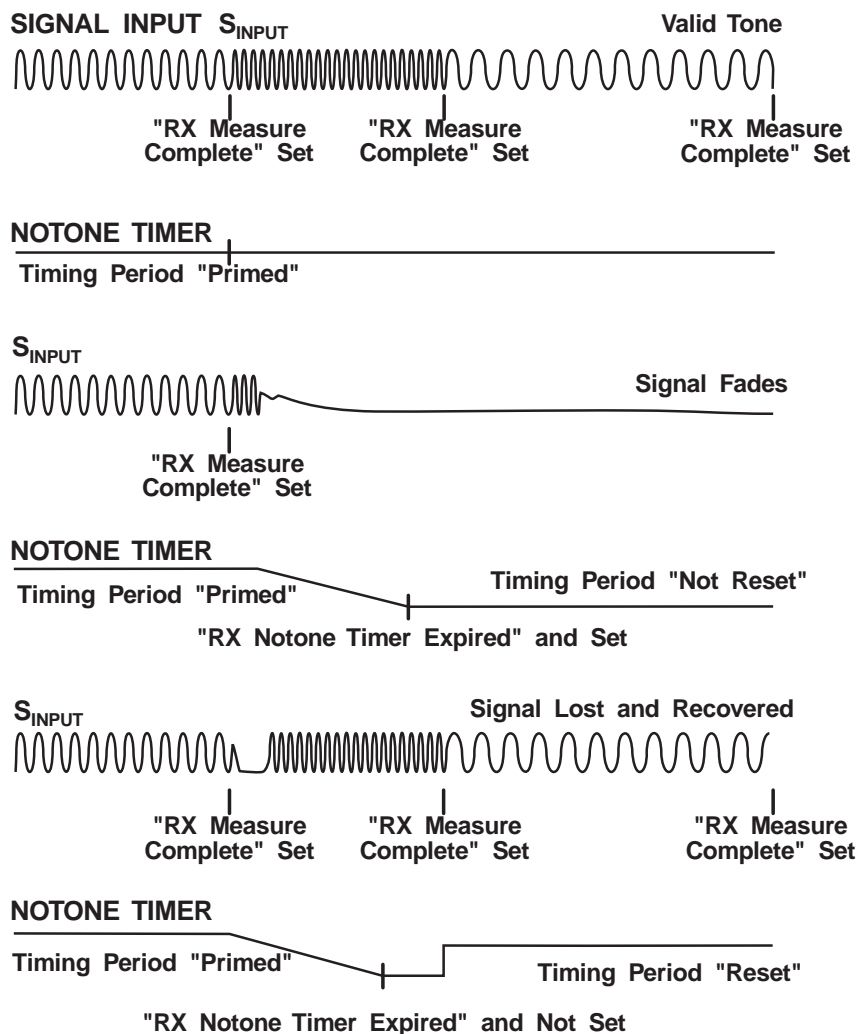 SIGNAL INPUT SINPUT Valid Tone
"RX Measure Complete" Set
"RX Measure Complete" Set
"RX Measure Complete" Set
NOTONE TIMER
Timing Period "Primed"
SINPUT
Signal Fades
"RX Measure
Complete" Set
NOTONE TIMER
Timing Period "Primed" Timing Period "Not Reset"
"RX Notone Timer Expired" and Set
SINPUT Signal Lost and Recovered
"RX Measure Complete" Set
"RX Measure Complete" Set
"RX Measure Complete" Set
NOTONE TIMER
Timing Period "Primed" Timing Period "Reset"
"RX Notone Timer Expired" and Not Set